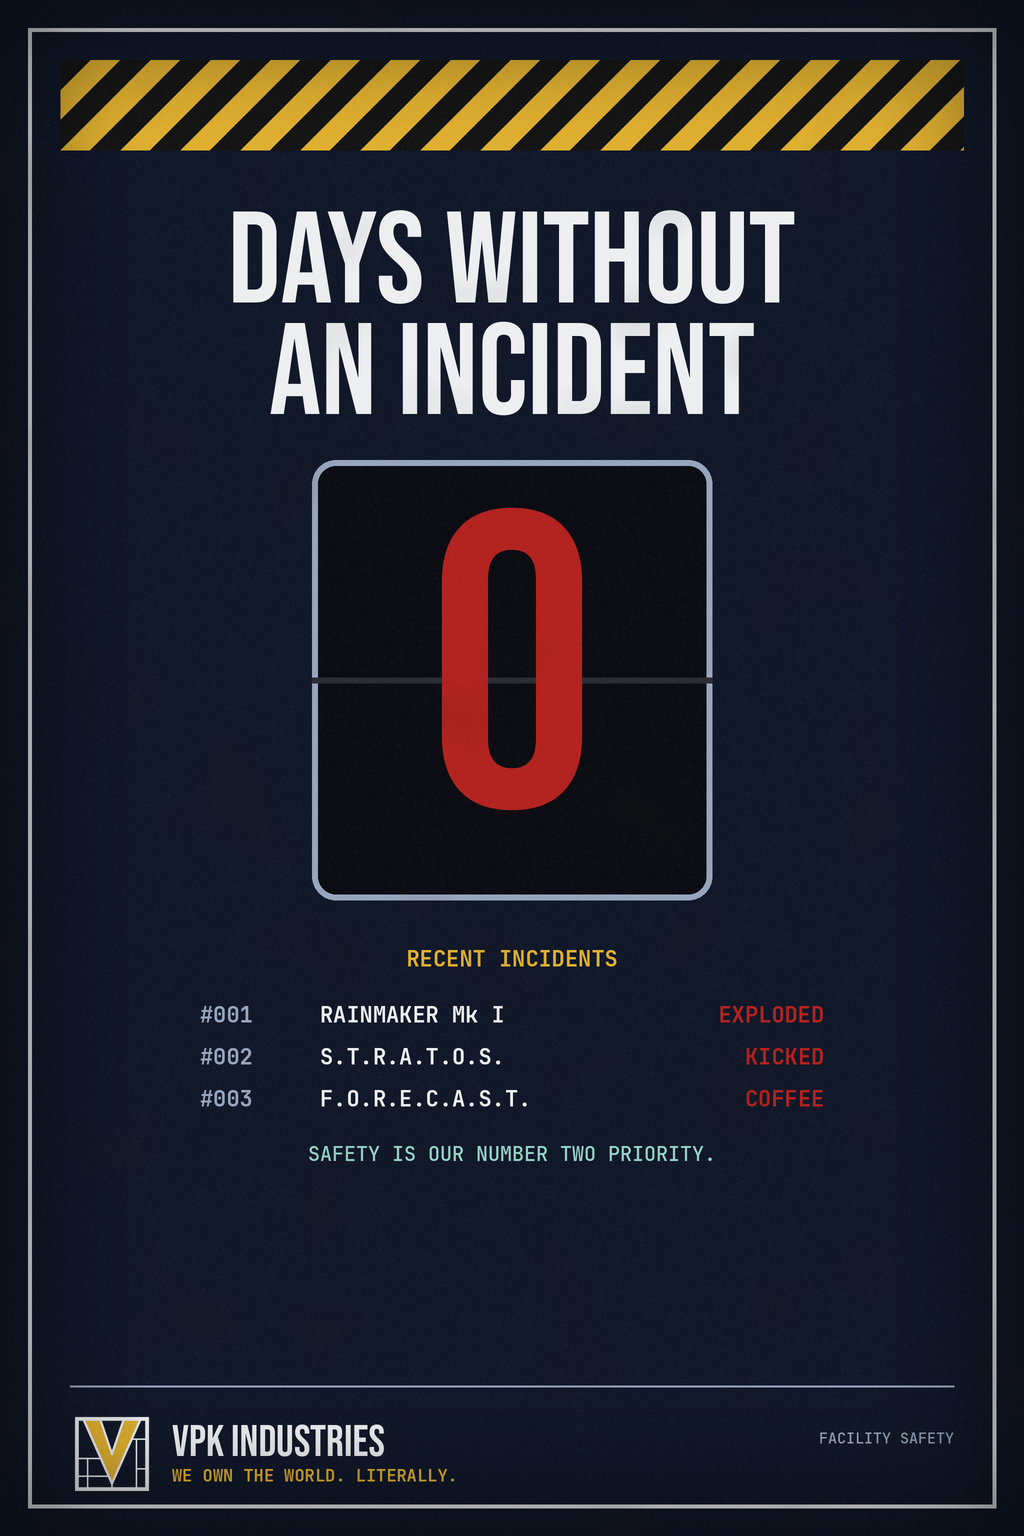 DAYS WITHOUT
AN INCIDENT
0
RECENT INCIDENTS
#001 RAINMAKER Mk I EXPLODED
#002 S.T.R.A.T.O.S. KICKED
#003 F.O.R.E.C.A.S.T. COFFEE
SAFETY IS OUR NUMBER TWO PRIORITY.
V
VPK INDUSTRIES
WE OWN THE WORLD. LITERALLY.
FACILITY SAFETY